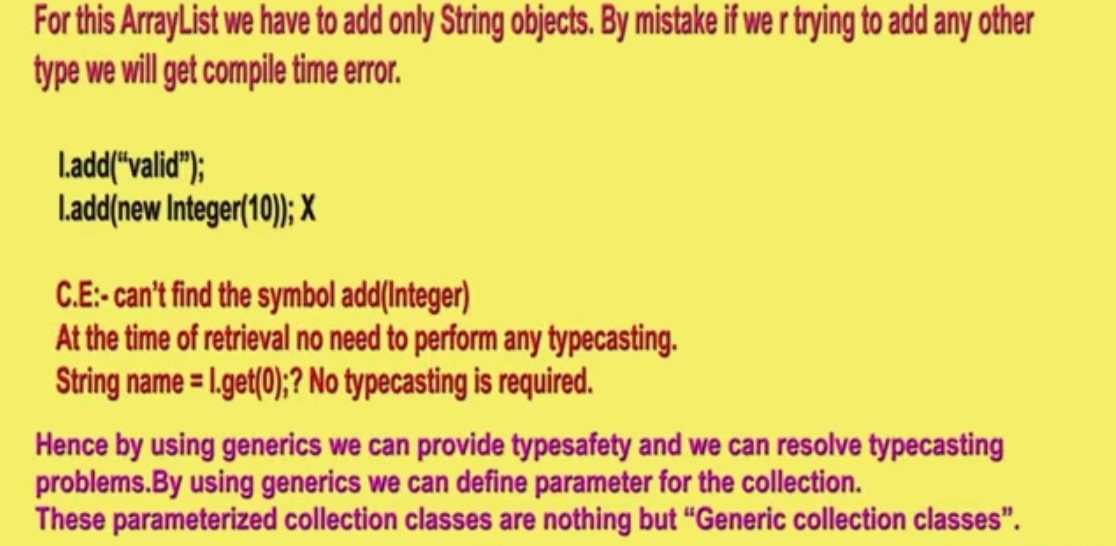 For this ArrayList we have to add only String objects. By mistake if we r trying to add any other
type we will get compile time error.
l.add(“valid”);
l.add(new Integer(10)); X
C.E:- can't find the symbol add(Integer)
At the time of retrieval no need to perform any typecasting.
String name = l.get(0);? No typecasting is required.
Hence by using generics we can provide typesafety and we can resolve typecasting
problems.By using generics we can define parameter for the collection.
These parameterized collection classes are nothing but “Generic collection classes”.